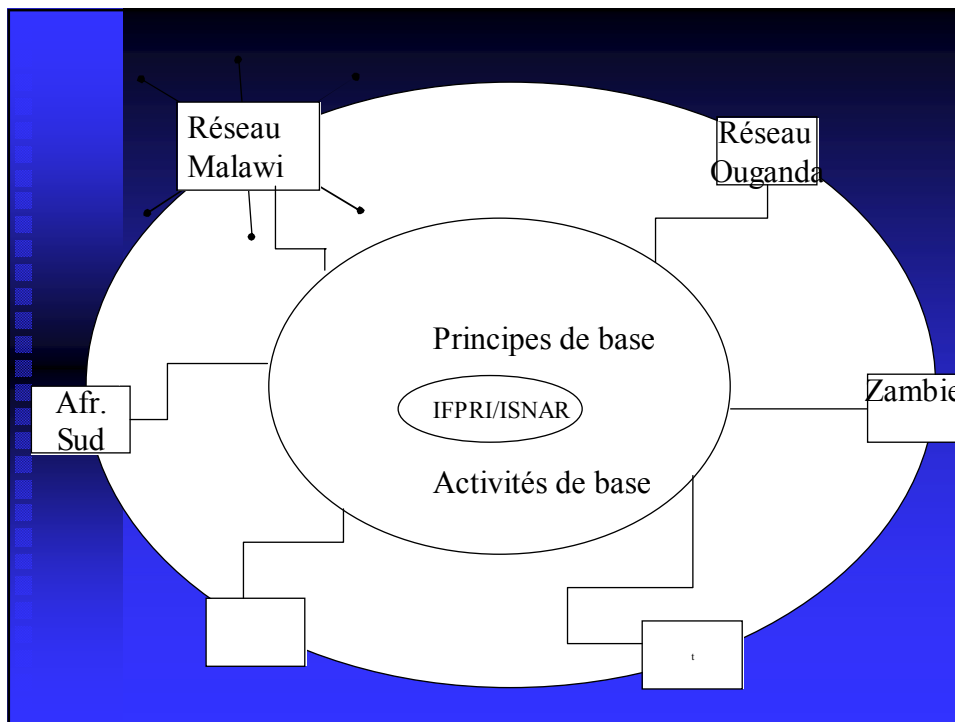 Réseau
Malawi
Réseau
Ouganda
Principes de base
Afr.
Sud
IFPRI/ISNAR
Zambie
Activités de base
t